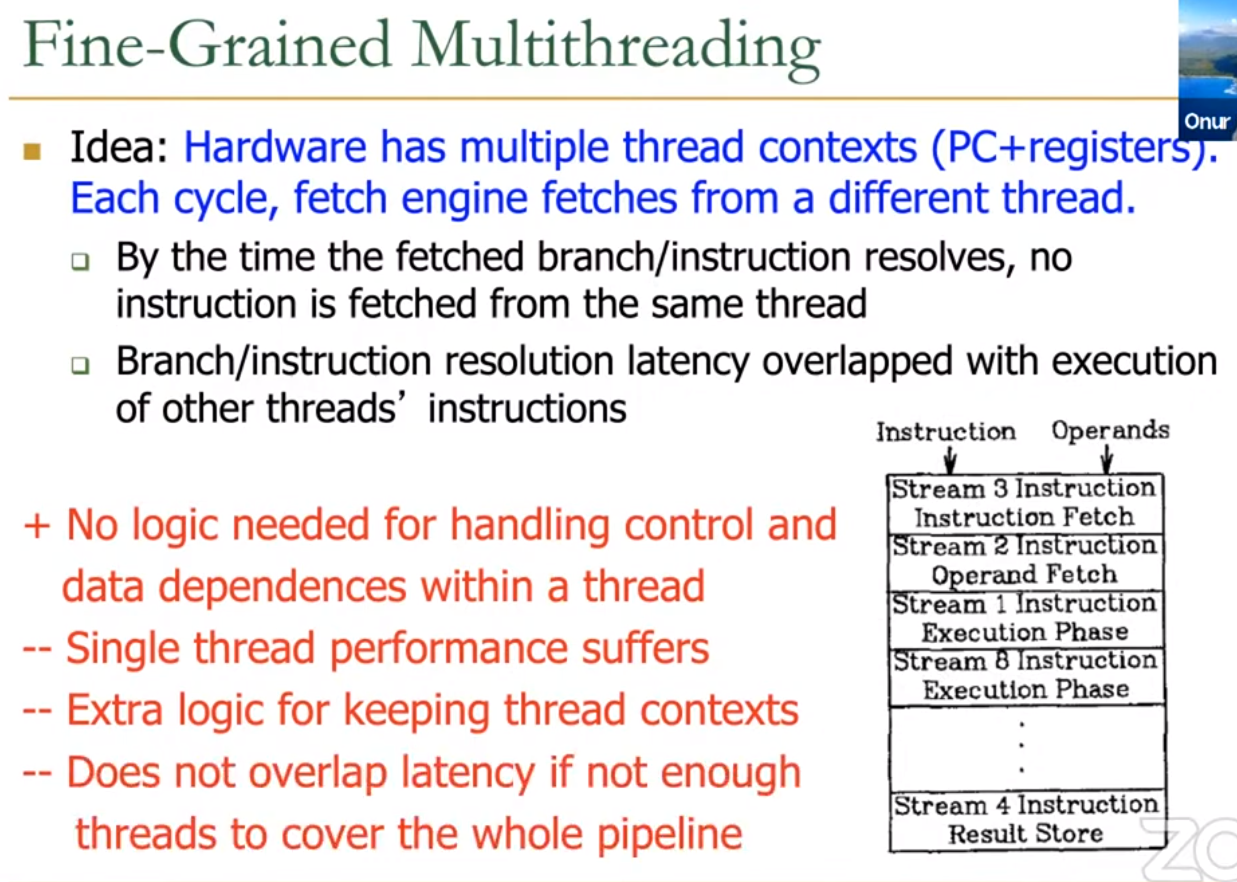 Fine-Grained Multithreading
Onur
Idea: Hardware has multiple thread contexts (PC+registers).
Each cycle, fetch engine fetches from a different thread.
By the time the fetched branch/instruction resolves, no
instruction is fetched from the same thread
Branch/instruction resolution latency overlapped with execution
of other threads’ instructions
+ No logic needed for handling control and
data dependences within a thread
-- Single thread performance suffers
-- Extra logic for keeping thread contexts
-- Does not overlap latency if not enough
threads to cover the whole pipeline
Instruction Operands
Stream 3 Instruction
Instruction Fetch
Stream 2 Instruction
Operand Fetch
Stream 1 Instruction
Execution Phase
Stream 8 Instruction
Execution Phase
.
.
.
Stream 4 Instruction
Result Store